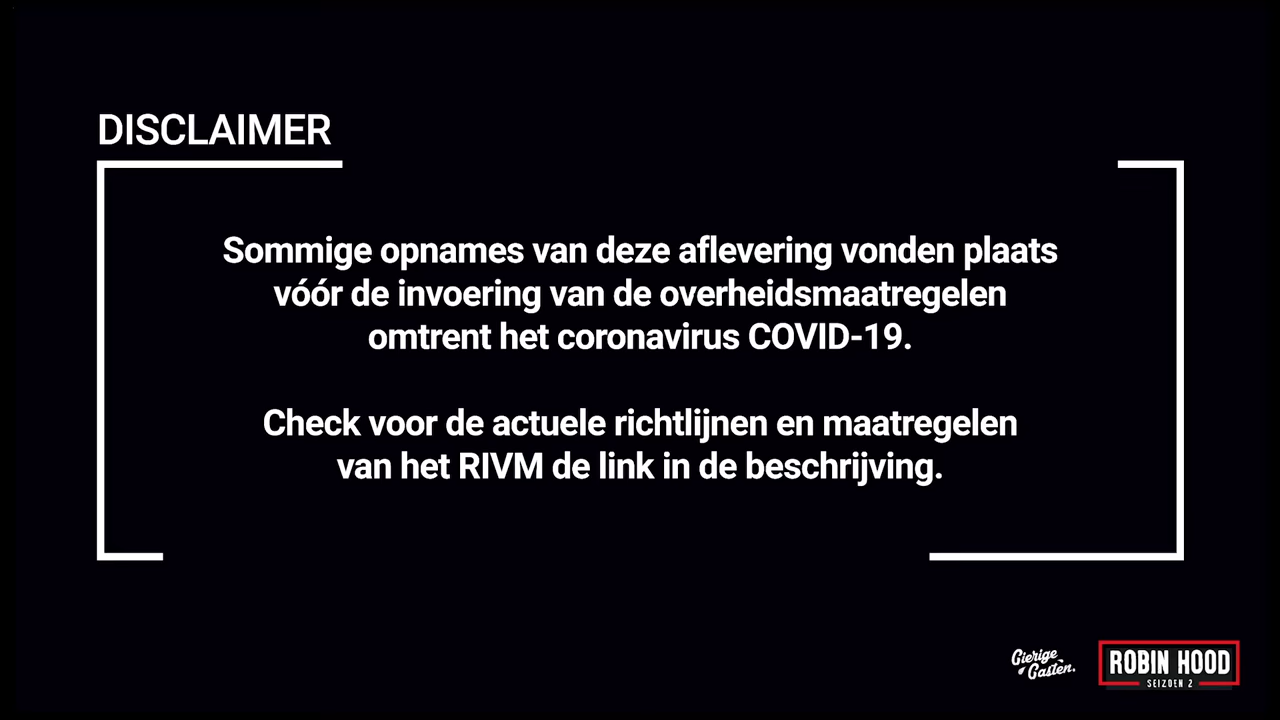 DISCLAIMER
Sommige opnames van deze aflevering vonden plaats
vóór de invoering van de overheidsmaatregelen
omtrent het coronavirus COVID-19.
Check voor de actuele richtlijnen en maatregelen
van het RIVM de link in de beschrijving.
Gierige
Gasten.
ROBIN HOOD
SEIZOEN 2